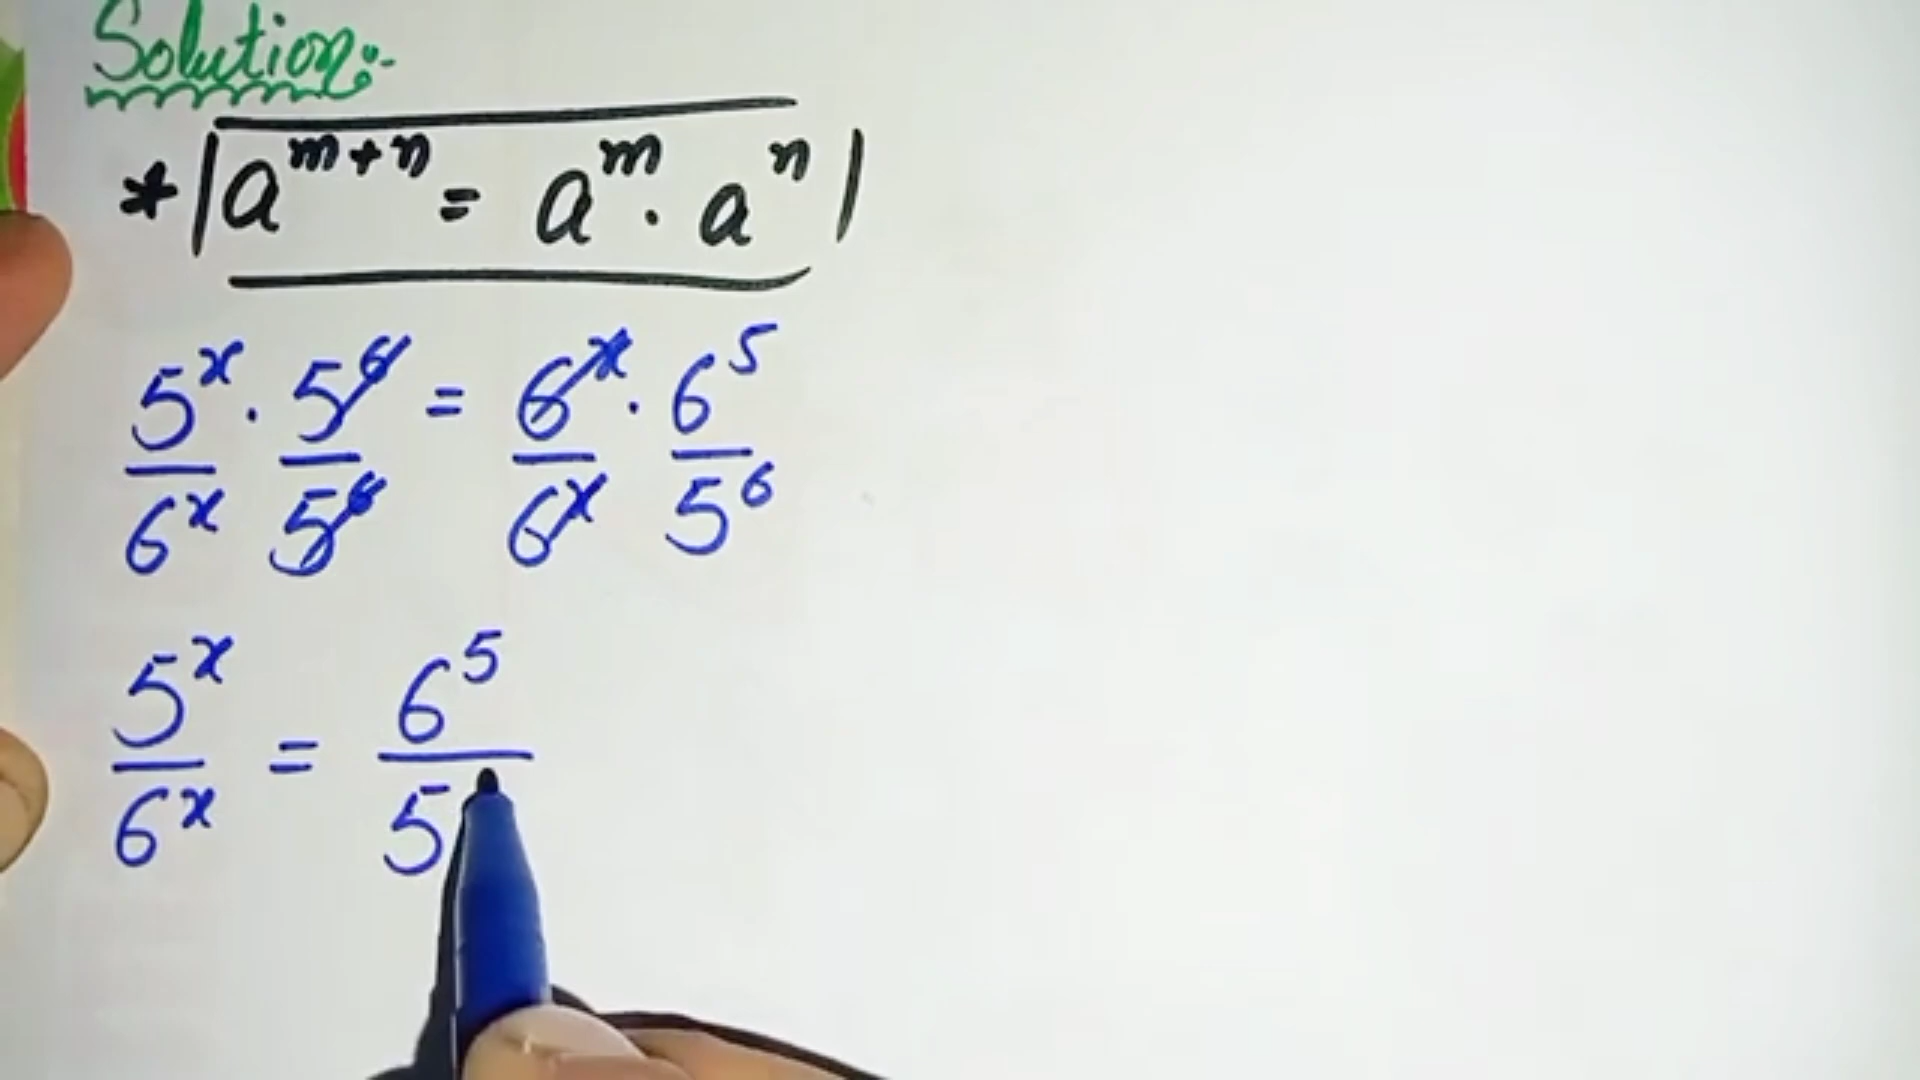 Solution:-
* |a^{m+n} = a^m . a^n|
5^x/6^x . 5^6/5^6 = 6^x/6^x . 6^5/5^6
5^x/6^x = 6^5/5